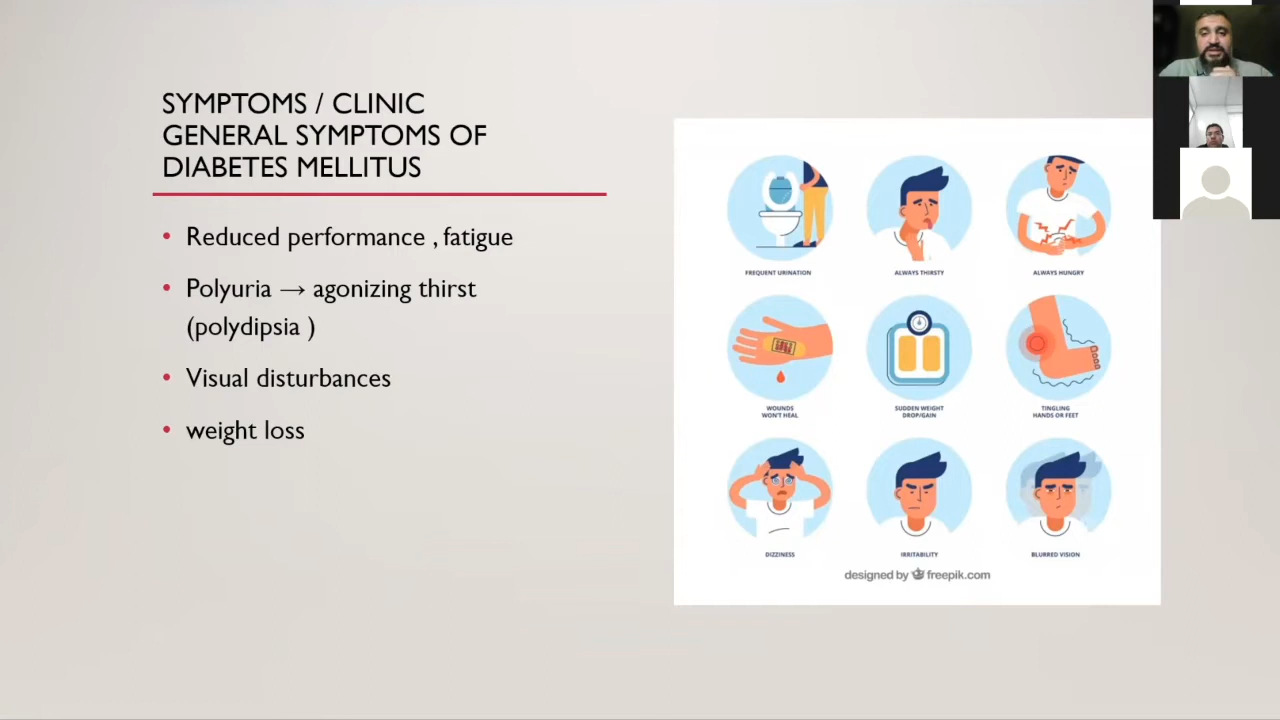 SYMPTOMS / CLINIC
GENERAL SYMPTOMS OF
DIABETES MELLITUS
• Reduced performance , fatigue
• Polyuria → agonizing thirst
(polydipsia )
• Visual disturbances
• weight loss
FREQUENT URINATION
ALWAYS THIRSTY
ALWAYS HUNGRY
WOUNDS
WON'T HEAL
SUDDEN WEIGHT
DROP/GAIN
TINGLING
HANDS OR FEET
DIZZINESS
IRRITABILITY
BLURRED VISION
designed by freepik.com